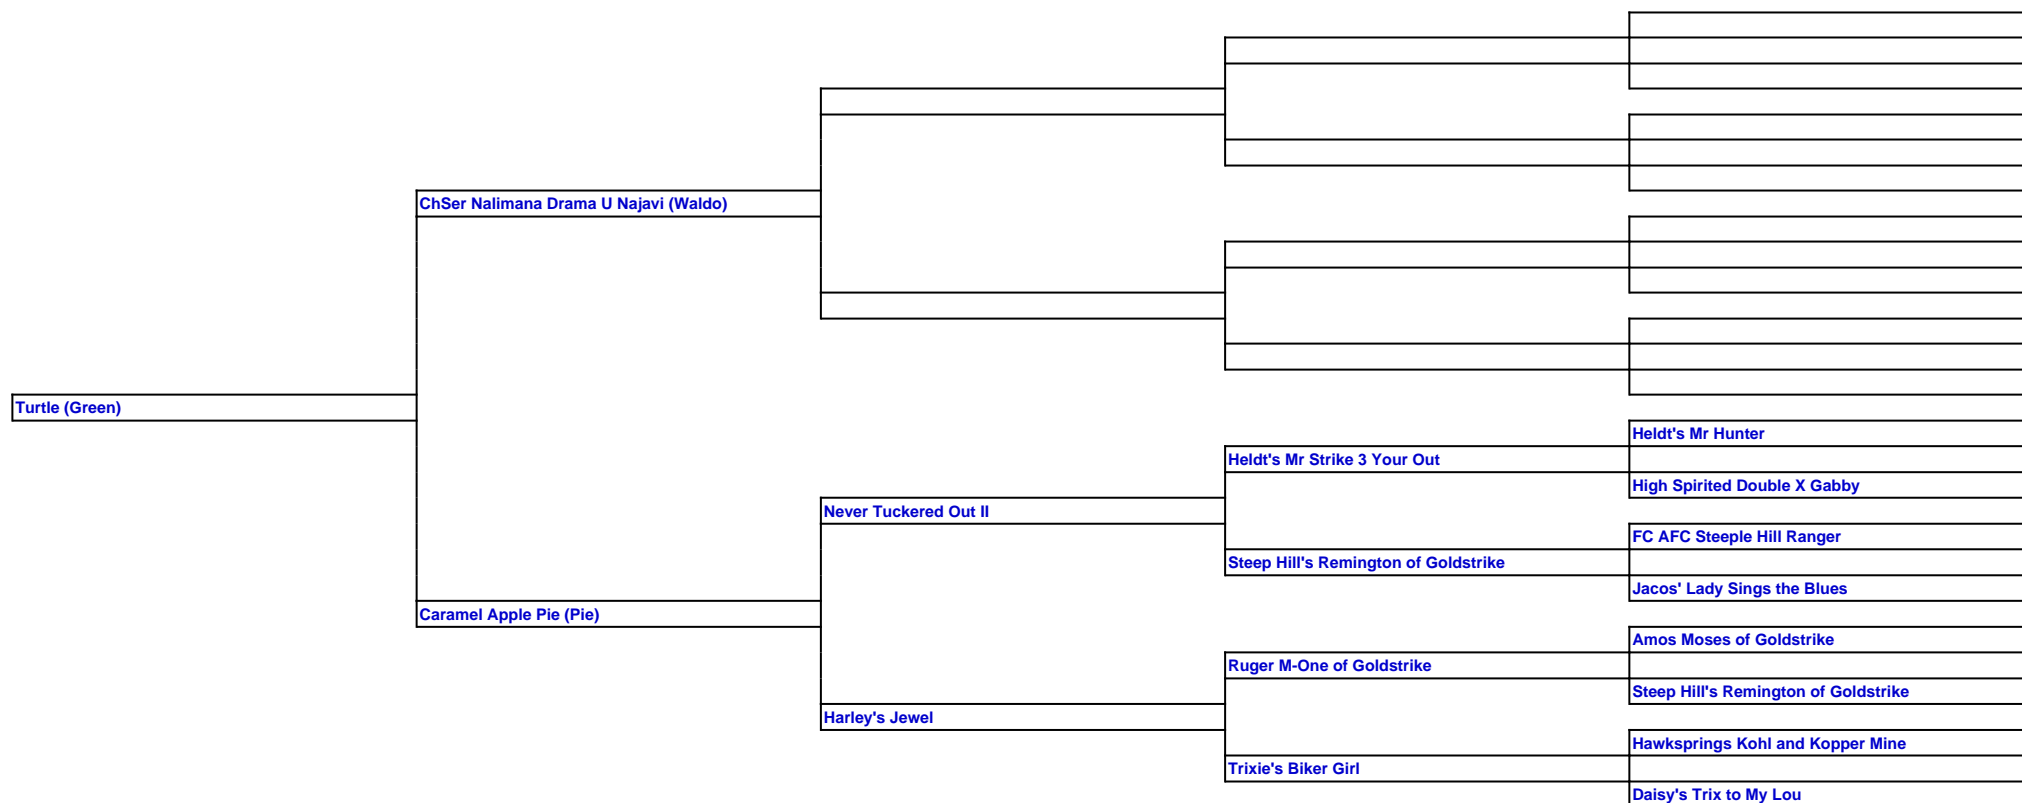 ChSer Nalimana Drama U Najavi (Waldo)
Turtle (Green)
Heldt's Mr Hunter
Heldt's Mr Strike 3 Your Out
High Spirited Double X Gabby
Never Tuckered Out II
FC AFC Steeple Hill Ranger
Steep Hill's Remington of Goldstrike
Jacos' Lady Sings the Blues
Caramel Apple Pie (Pie)
Amos Moses of Goldstrike
Ruger M-One of Goldstrike
Steep Hill's Remington of Goldstrike
Harley's Jewel
Hawksprings Kohl and Kopper Mine
Trixie's Biker Girl
Daisy's Trix to My Lou